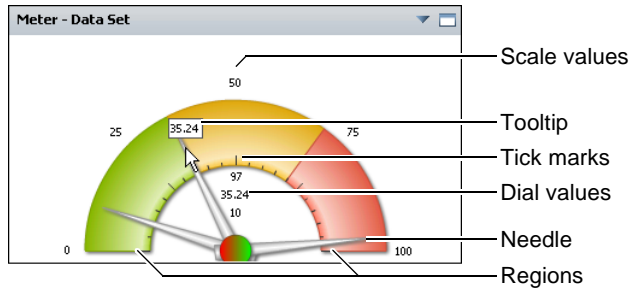 Meter - Data Set
Scale values
50
35.24
Tooltip
25
75
Tick marks
97
35.24
Dial values
10
Needle
0
100
Regions